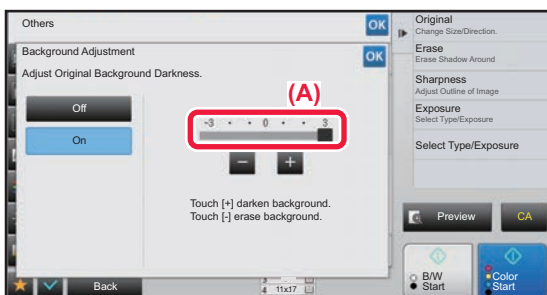 Others
OK
Background Adjustment
OK
Adjust Original Background Darkness.
Off
On
(A)
-3 • • 0 • • 3
−
+
Touch [+] darken background.
Touch [-] erase background.
Back
4 11x17
Original
Change Size/Direction.
Erase
Erase Shadow Around
Sharpness
Adjust Outline of Image
Exposure
Select Type/Exposure
Select Type/Exposure
Preview
CA
B/W
Start
Color
Start